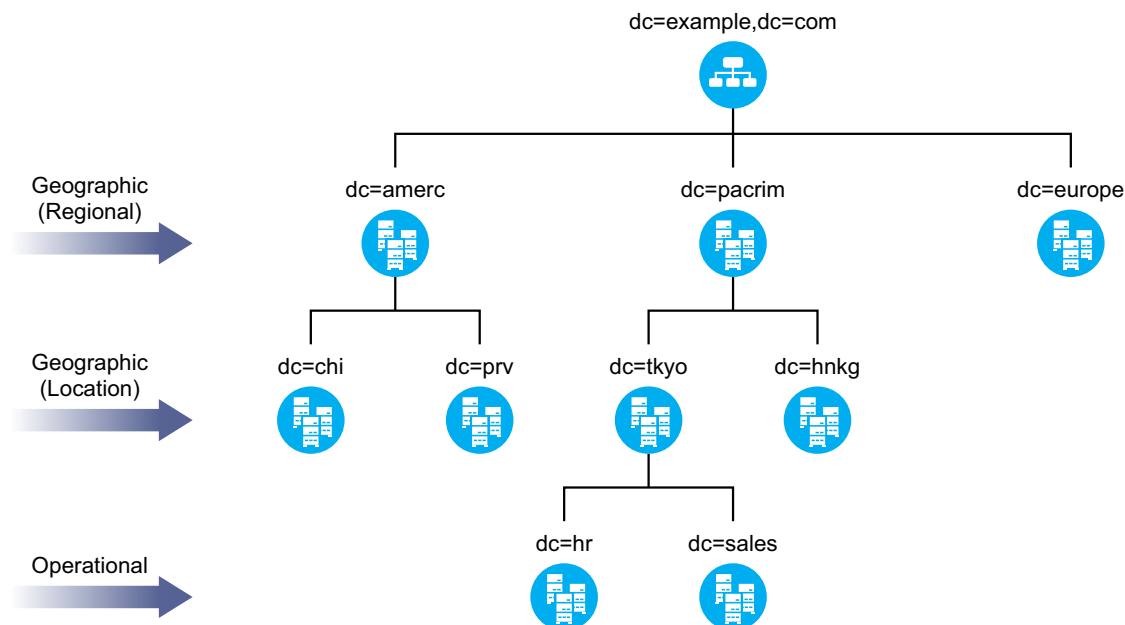 dc=example,dc=com
Geographic
(Regional)
dc=amerc
dc=pacrim
dc=europe
Geographic
(Location)
dc=chi
dc=prv
dc=tkyo
dc=hnkg
Operational
dc=hr
dc=sales